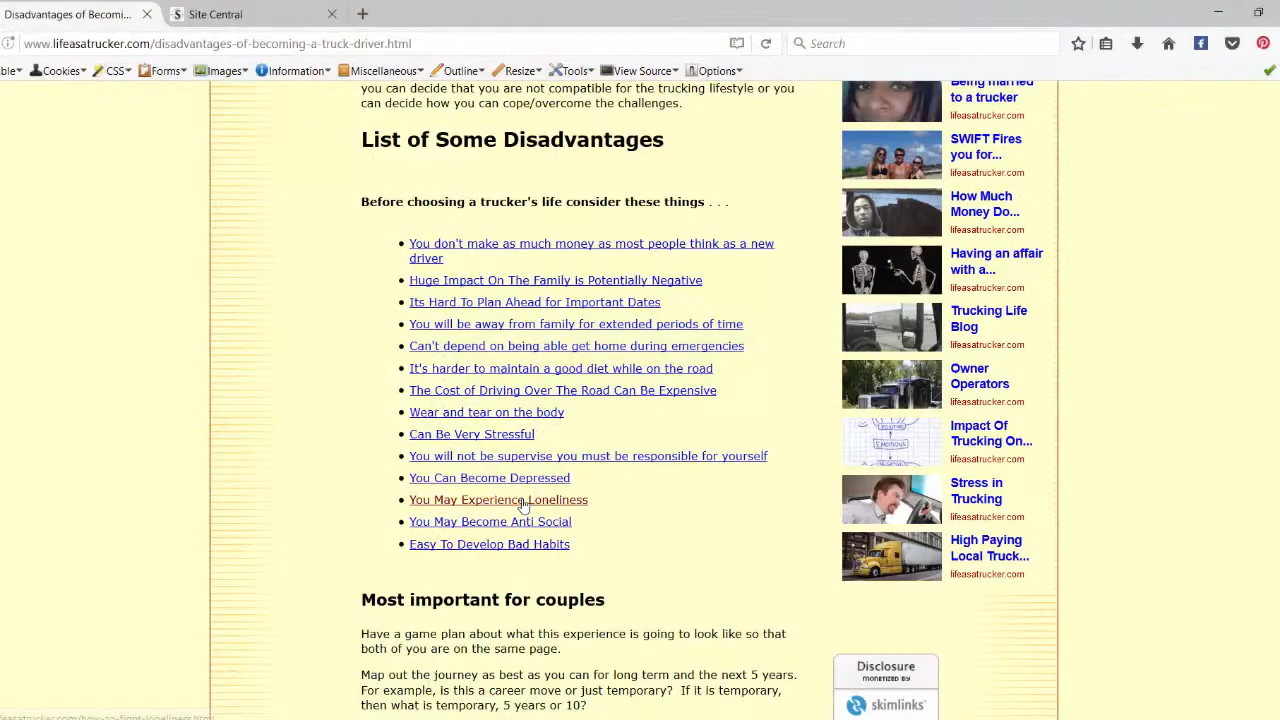 Disadvantages of Becomi...
Site Central
www.lifeasatrucker.com/disadvantages-of-becoming-a-truck-driver.html
Search
ble
Cookies
CSS
Forms
Images
Information
Miscellaneous
Outline
Resize
Tools
View Source
Options
you can decide that you are not compatible for the trucking lifestyle or you
can decide how you can cope/overcome the challenges.
List of Some Disadvantages
Before choosing a trucker's life consider these things . . .
You don't make as much money as most people think as a new
driver
Huge Impact On The Family is Potentially Negative
Its Hard To Plan Ahead for Important Dates
You will be away from family for extended periods of time
Can't depend on being able get home during emergencies
It's harder to maintain a good diet while on the road
The Cost of Driving Over The Road Can Be Expensive
Wear and tear on the body
Can Be Very Stressful
You will not be supervise you must be responsible for yourself
You Can Become Depressed
You May Experience Loneliness
You May Become Anti Social
Easy To Develop Bad Habits
Most important for couples
Have a game plan about what this experience is going to look like so that
both of you are on the same page.
Map out the journey as best as you can for long term and the next 5 years.
For example, is this a career move or just temporary? If it is temporary,
then what is temporary, 5 years or 10?
Being married
to a trucker
lifeasatrucker.com
SWIFT Fires
you for...
lifeasatrucker.com
How Much
Money Do...
lifeasatrucker.com
Having an affair
with a...
lifeasatrucker.com
Trucking Life
Blog
lifeasatrucker.com
Owner
Operators
lifeasatrucker.com
Impact Of
Trucking On...
lifeasatrucker.com
Stress in
Trucking
lifeasatrucker.com
High Paying
Local Truck...
lifeasatrucker.com
Disclosure
MONETIZED BY
skimlinks